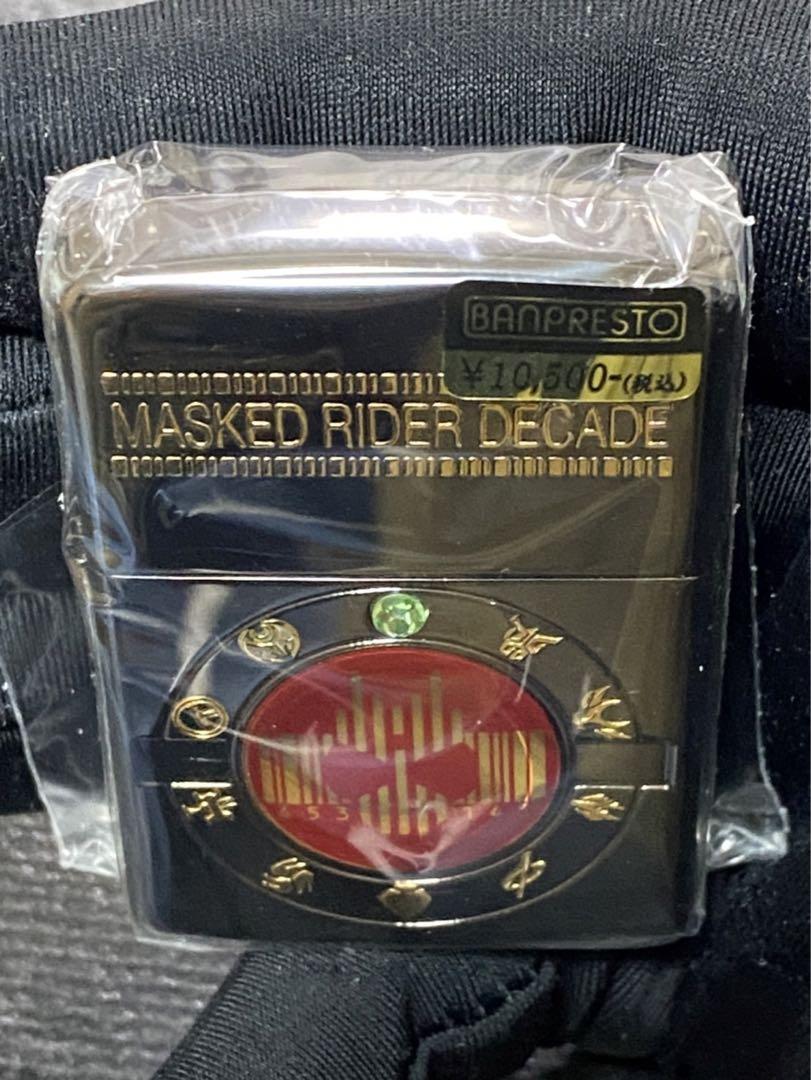 BANPRESTO
¥10,500-(税込)
MASKED RIDER DECADE